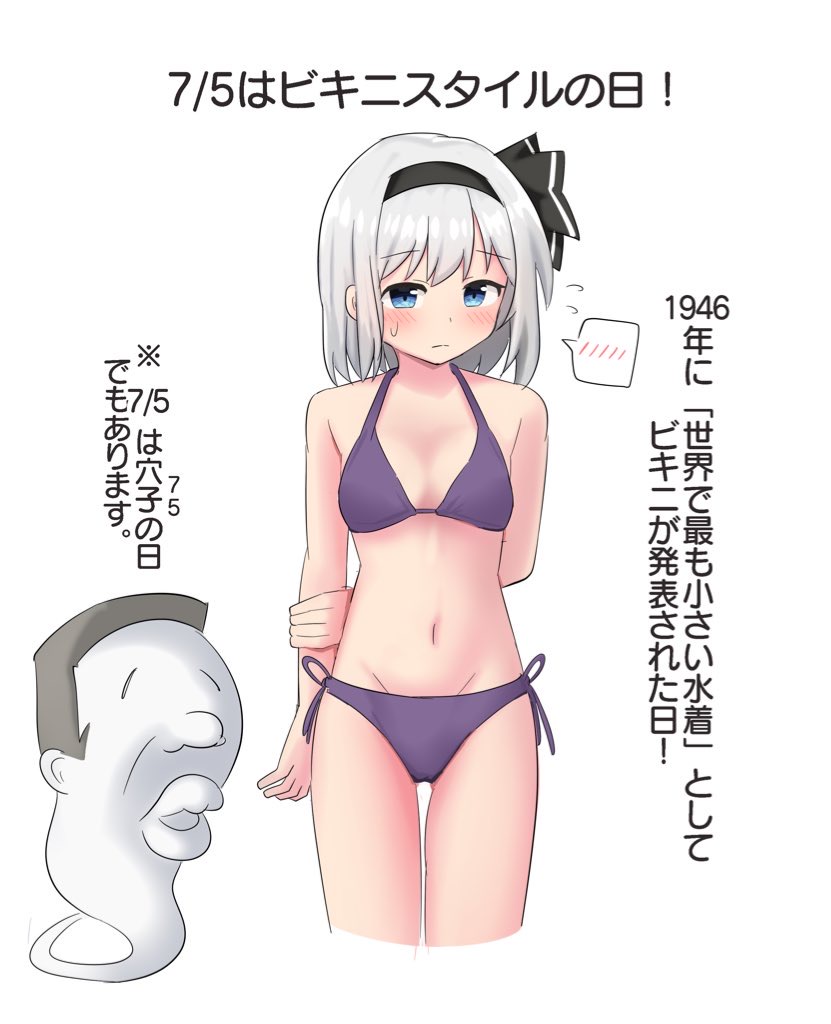 7/5はビキニスタイルの日！
1946年に「世界で最も小さい水着」として
ビキニが発表された日！
※ 7/5は穴子の日
75
でもあります。